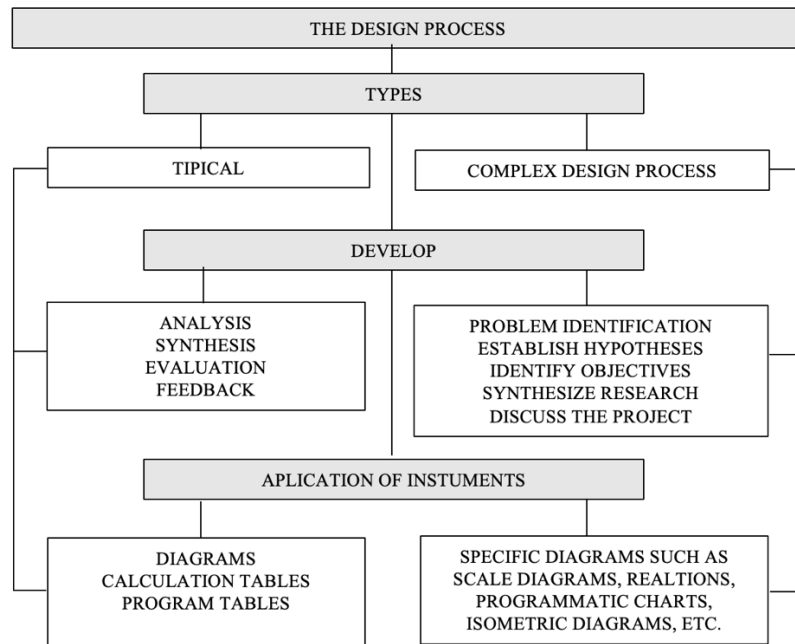 THE DESIGN PROCESS
TYPES
TIPICAL
COMPLEX DESIGN PROCESS
DEVELOP
ANALYSIS
SYNTHESIS
EVALUATION
FEEDBACK
PROBLEM IDENTIFICATION
ESTABLISH HYPOTHESES
IDENTIFY OBJECTIVES
SYNTHESIZE RESEARCH
DISCUSS THE PROJECT
APLICATION OF INSTUMENTS
DIAGRAMS
CALCULATION TABLES
PROGRAM TABLES
SPECIFIC DIAGRAMS SUCH AS
SCALE DIAGRAMS, REALTIONS,
PROGRAMMATIC CHARTS,
ISOMETRIC DIAGRAMS, ETC.